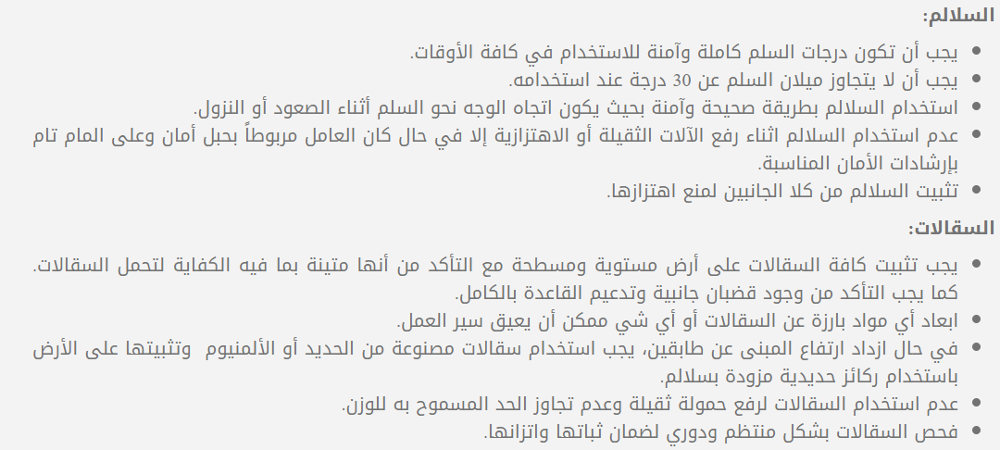 السلالم:
يجب أن تكون درجات السلم كاملة وآمنة للاستخدام في كافة الأوقات.
يجب أن لا يتجاوز ميلان السلم عن 30 درجة عند استخدامه.
استخدام السلالم بطريقة صحيحة وآمنة بحيث يكون اتجاه الوجه نحو السلم أثناء الصعود أو النزول.
عدم استخدام السلالم اثناء رفع الآلات الثقيلة أو الاهتزازية إلا في حال كان العامل مربوطاً بحبل أمان وعلى المام تام
بإرشادات الأمان المناسبة.
تثبيت السلالم من كلا الجانبين لمنع اهتزازها.
السقالات:
يجب تثبيت كافة السقالات على أرض مستوية ومسطحة مع التأكد من أنها متينة بما فيه الكفاية لتحمل السقالات.
كما يجب التأكد من وجود قضبان جانبية وتدعيم القاعدة بالكامل.
ابعاد أي مواد بارزة عن السقالات أو أي شي ممكن أن يعيق سير العمل.
في حال ازداد ارتفاع المبنى عن طابقين، يجب استخدام سقالات مصنوعة من الحديد أو الألمنيوم وتثبيتها على الأرض
باستخدام ركائز حديدية مزودة بسلالم.
عدم استخدام السقالات لرفع حمولة ثقيلة وعدم تجاوز الحد المسموح به للوزن.
فحص السقالات بشكل منتظم ودوري لضمان ثباتها واتزانها.